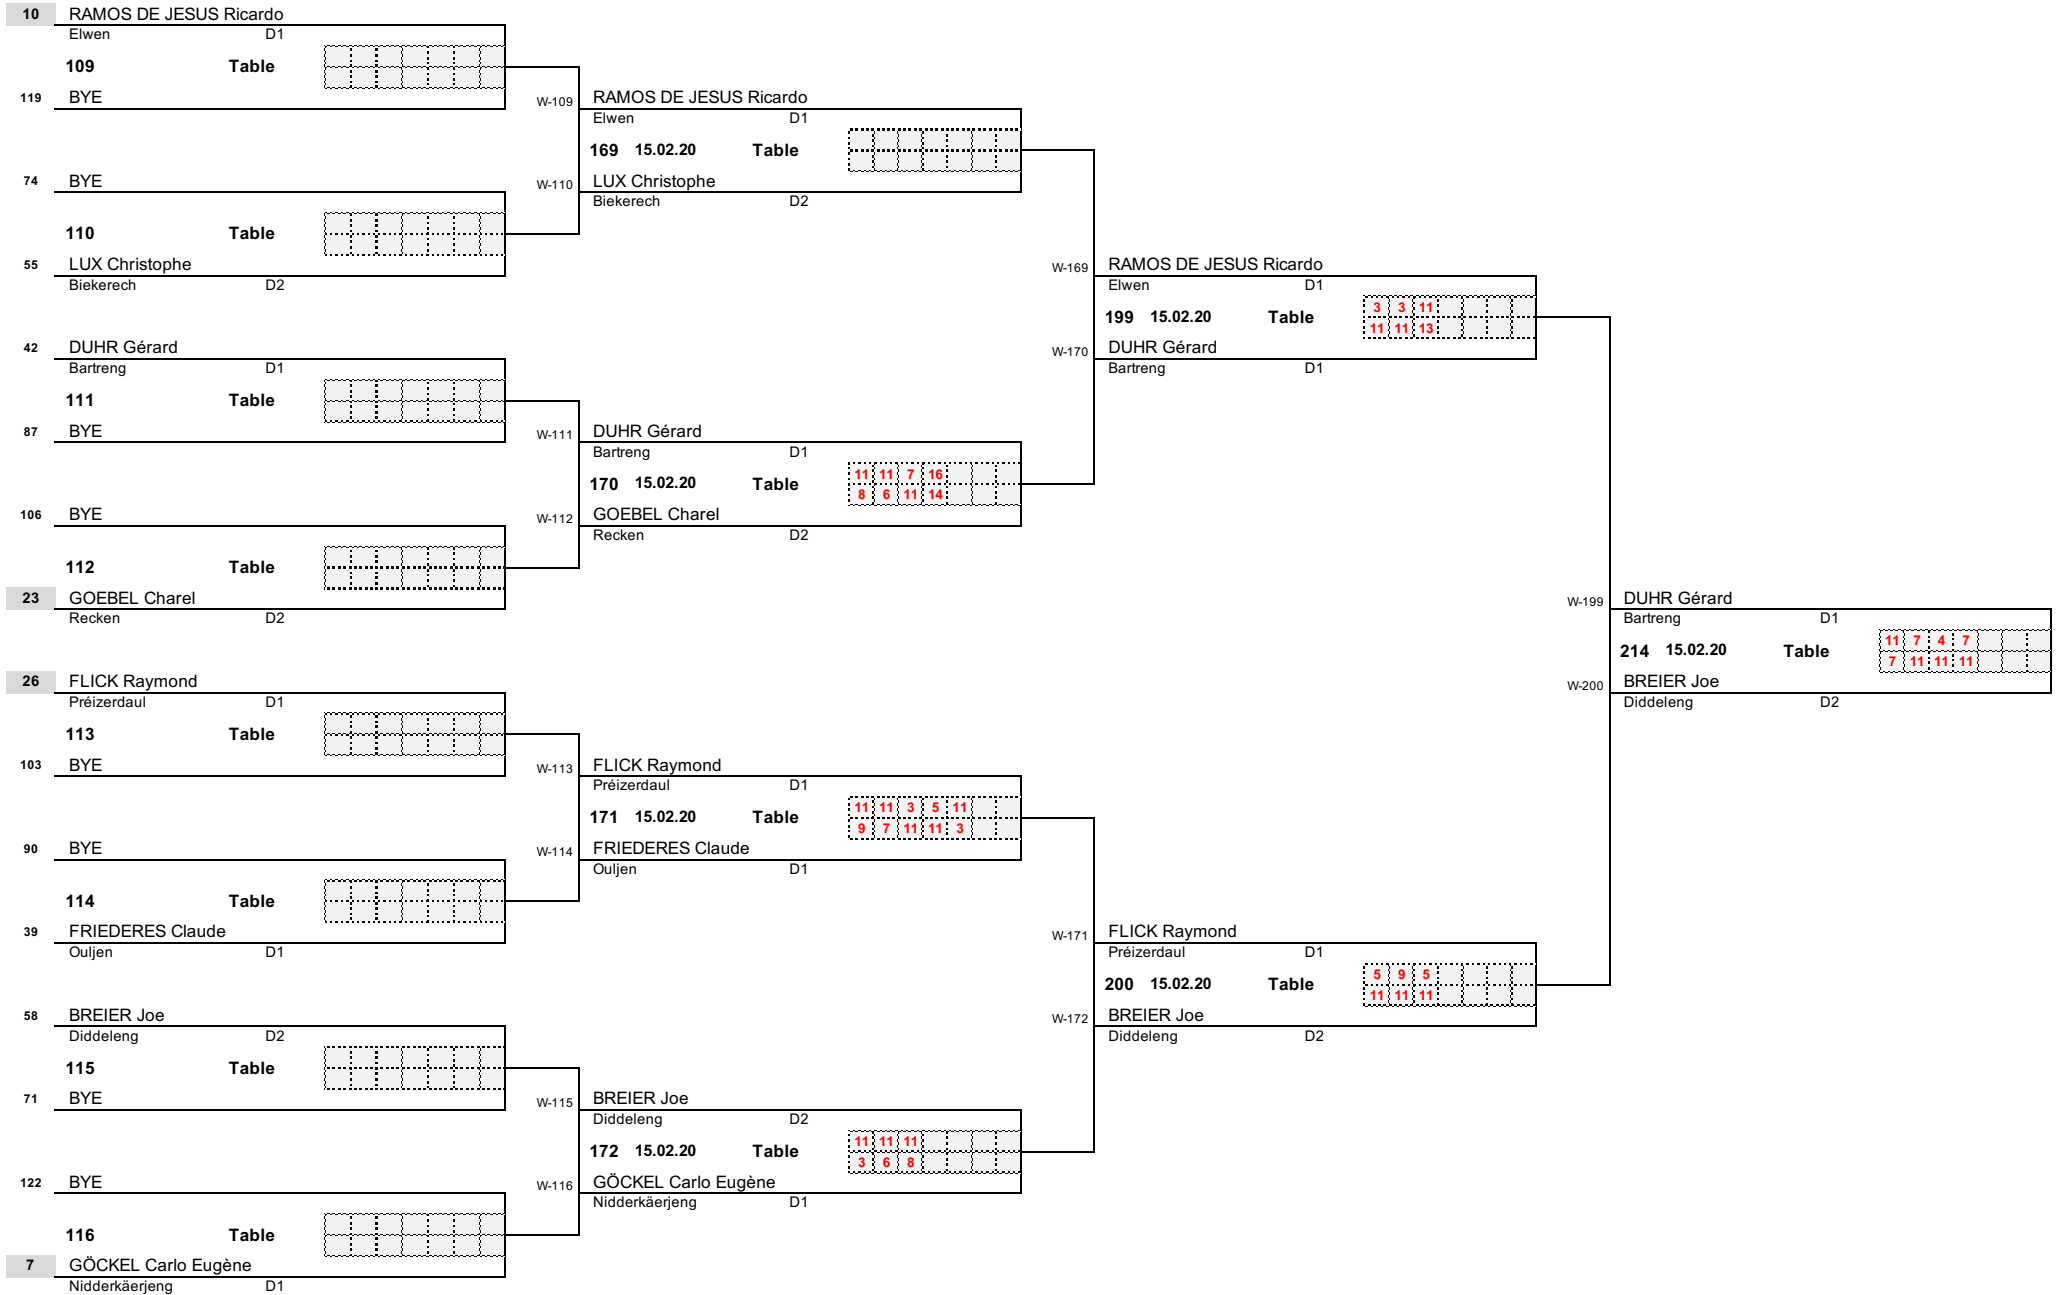 10 RAMOS DE JESUS Ricardo
Elwen D1
109 Table
119 BYE
W-109 RAMOS DE JESUS Ricardo
Elwen D1
169 15.02.20 Table
74 BYE
W-110 LUX Christophe
Biekerech D2
110 Table
55 LUX Christophe
Biekerech D2
W-169 RAMOS DE JESUS Ricardo
Elwen D1
3 3 11
199 15.02.20 Table
11 11 13
42 DUHR Gérard
Bartreng D1
W-170 DUHR Gérard
Bartreng D1
111 Table
87 BYE
W-111 DUHR Gérard
Bartreng D1
11 11 7 16
170 15.02.20 Table
8 6 11 14
106 BYE
W-112 GOEBEL Charel
Recken D2
112 Table
23 GOEBEL Charel
Recken D2
W-199 DUHR Gérard
Bartreng D1
11 7 4 7
214 15.02.20 Table
7 11 11 11
26 FLICK Raymond
Préizerdaul D1
W-200 BREIER Joe
Diddeleng D2
113 Table
103 BYE
W-113 FLICK Raymond
Préizerdaul D1
11 11 3 5 11
171 15.02.20 Table
9 7 11 11 3
90 BYE
W-114 FRIEDERES Claude
Ouljen D1
114 Table
39 FRIEDERES Claude
Ouljen D1
W-171 FLICK Raymond
Préizerdaul D1
5 9 5
200 15.02.20 Table
11 11 11
58 BREIER Joe
Diddeleng D2
W-172 BREIER Joe
Diddeleng D2
115 Table
71 BYE
W-115 BREIER Joe
Diddeleng D2
11 11 11
172 15.02.20 Table
3 6 8
122 BYE
W-116 GÖCKEL Carlo Eugène
Nidderkäerjeng D1
116 Table
7 GÖCKEL Carlo Eugène
Nidderkäerjeng D1